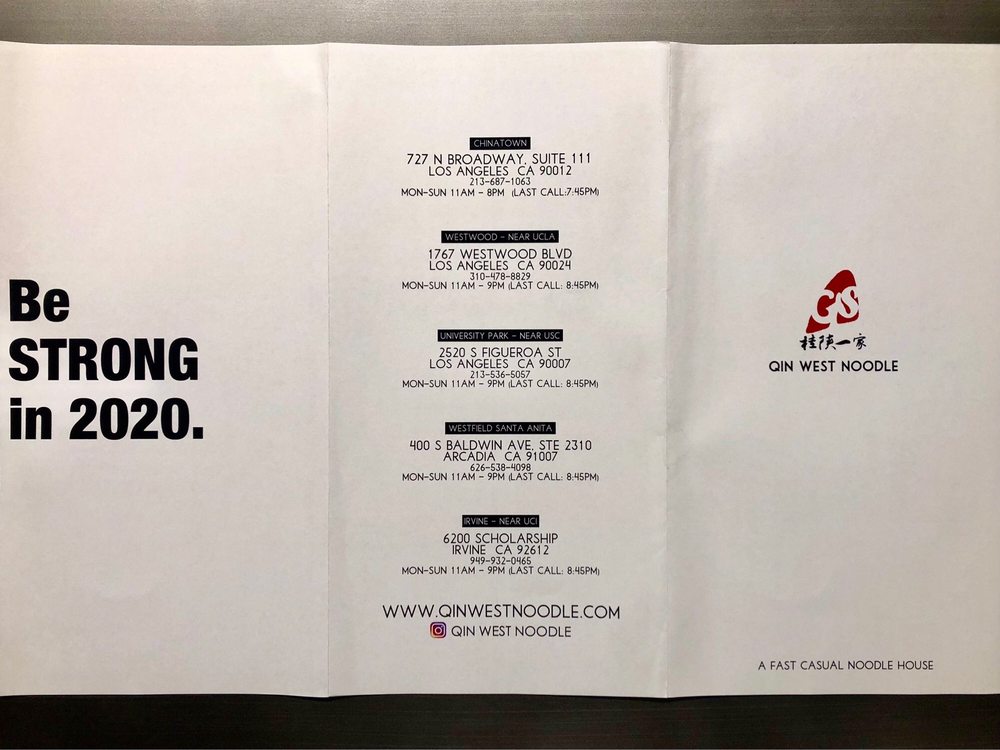 Be
STRONG
in 2020.
CHINATOWN
727 N BROADWAY, SUITE 111
LOS ANGELES CA 90012
213-687-1063
MON-SUN 11AM - 8PM (LAST CALL:7:45PM)
WESTWOOD - NEAR UCLA
1767 WESTWOOD BLVD
LOS ANGELES CA 90024
310-478-8829
MON-SUN 11AM - 9PM (LAST CALL: 8:45PM)
UNIVERSITY PARK - NEAR USC
2520 S FIGUEROA ST
LOS ANGELES CA 90007
213-536-5057
MON-SUN 11AM - 9PM (LAST CALL: 8:45PM)
WESTFIELD SANTA ANITA
400 S BALDWIN AVE, STE 2310
ARCADIA CA 91007
626-538-4098
MON-SUN 11AM - 9PM (LAST CALL: 8:45PM)
IRVINE - NEAR UCI
6200 SCHOLARSHIP
IRVINE CA 92612
949-932-0465
MON-SUN 11AM - 9PM (LAST CALL: 8:45PM)
WWW.QINWESTNOODLE.COM
QIN WEST NOODLE
G'S
桂陕一家
QIN WEST NOODLE
A FAST CASUAL NOODLE HOUSE